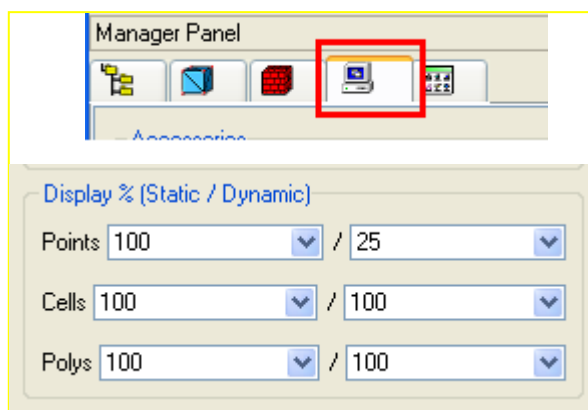 Manager Panel
Accessories
Display % (Static / Dynamic)
Points 100 / 25
Cells 100 / 100
Polys 100 / 100